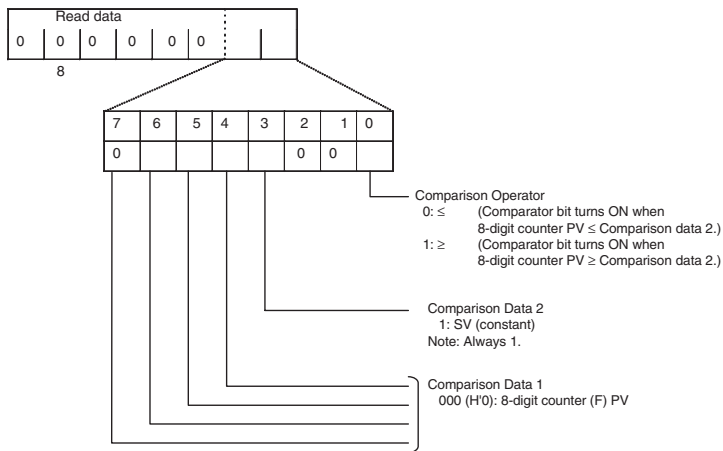 Read data
0 0 0 0 0 0
8
7 6 5 4 3 2 1 0
0 0 0
Comparison Operator
0: ≤ (Comparator bit turns ON when
8-digit counter PV ≤ Comparison data 2.)
1: ≥ (Comparator bit turns ON when
8-digit counter PV ≥ Comparison data 2.)
Comparison Data 2
1: SV (constant)
Note: Always 1.
Comparison Data 1
000 (H'0): 8-digit counter (F) PV